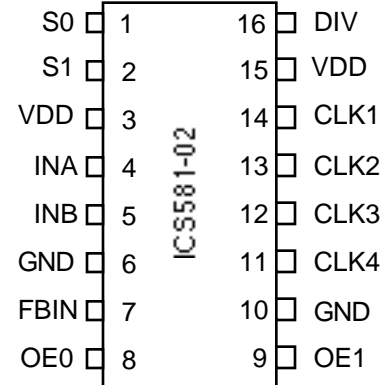 S0 1 16 DIV
S1 2 15 VDD
VDD 3 14 CLK1
INA 4 13 CLK2
INB 5 12 CLK3
GND 6 11 CLK4
FBIN 7 10 GND
OE0 8 9 OE1
ICS581-02